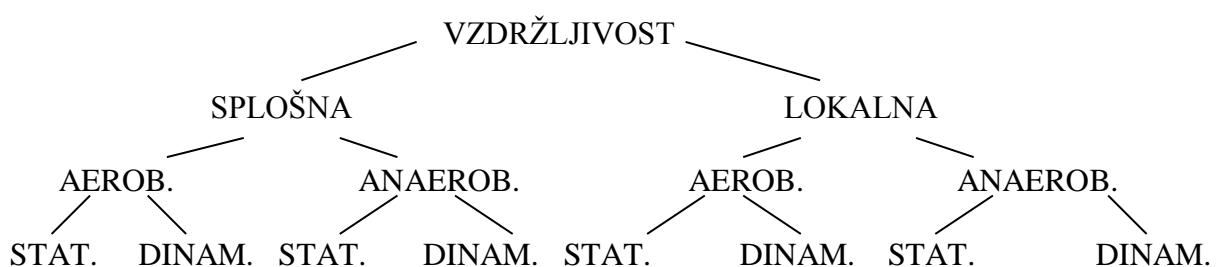 VZDRŽLJIVOST
SPLOŠNA LOKALNA
AEROB. ANAEROB. AEROB. ANAEROB.
STAT. DINAM. STAT. DINAM. STAT. DINAM. STAT. DINAM.